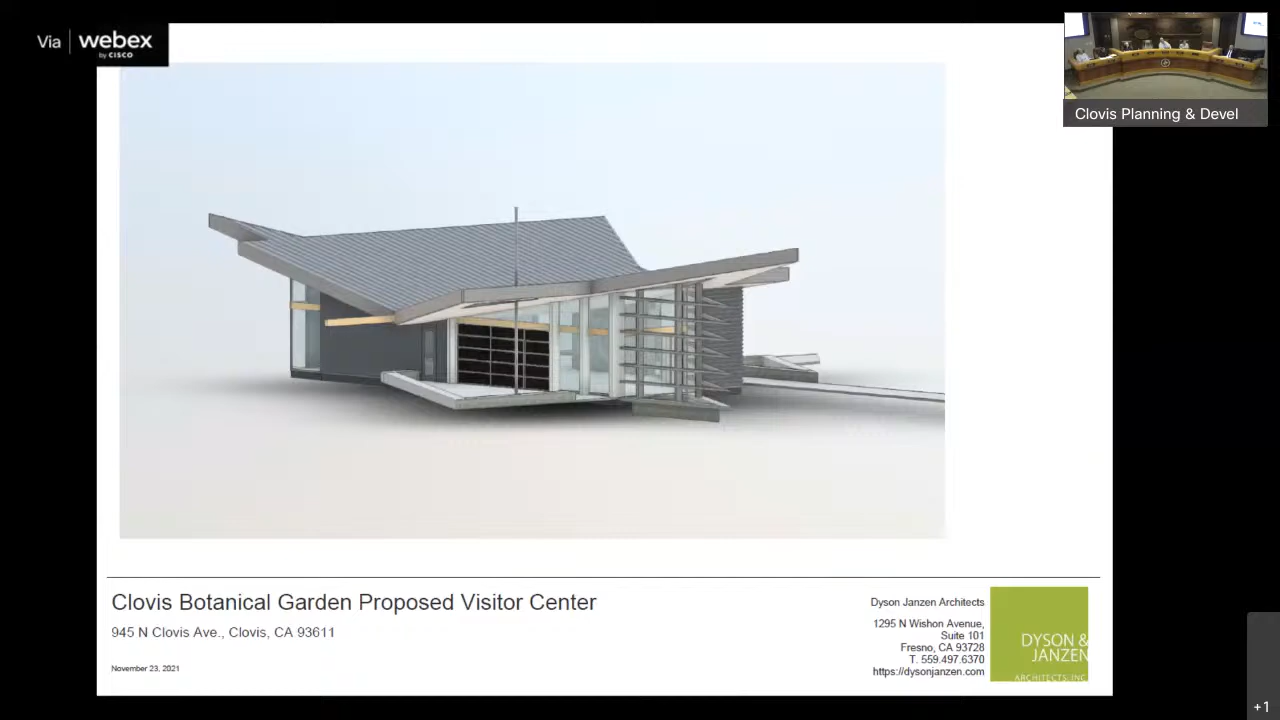 Via webex
by CISCO
Clovis Planning & Devel
Clovis Botanical Garden Proposed Visitor Center
945 N Clovis Ave., Clovis, CA 93611
November 23, 2021
Dyson Janzen Architects
1295 N Wishon Avenue,
Suite 101
Fresno, CA 93728
T. 559.497.6370
https://dysonjanzen.com
DYSON &
JANZEN
ARCHITECTS, INC
+1